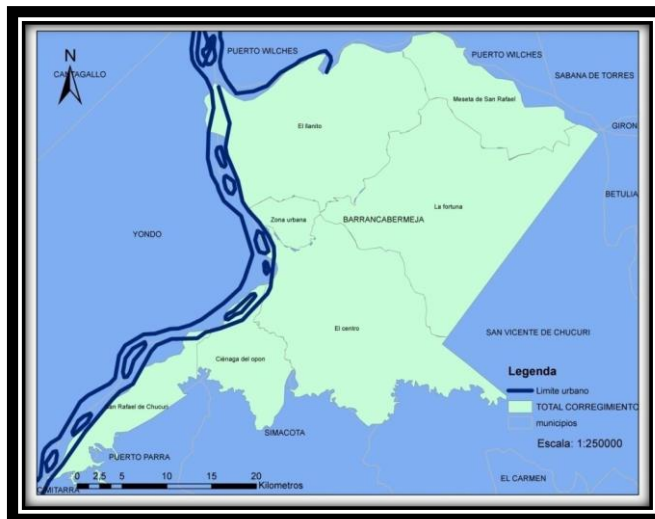 PUERTO WILCHES
PUERTO WILCHES
N
CANTAGALLO
SABANA DE TORRES
Meseta de San Rafael
El llanito
GIRON
BETULIA
La fortuna
Zona urbana
BARRANCABERMEJA
YONDO
El centro
SAN VICENTE DE CHUCURI
Ciénaga del opon
Legenda
Limite urbano
San Rafael de Chucuri
TOTAL CORREGIMIENTO
municipios
SIMACOTA
Escala: 1:250000
PUERTO PARRA
EL CARMEN
0 2.5 5 10 15 20
Kilometros
CIMITARRA